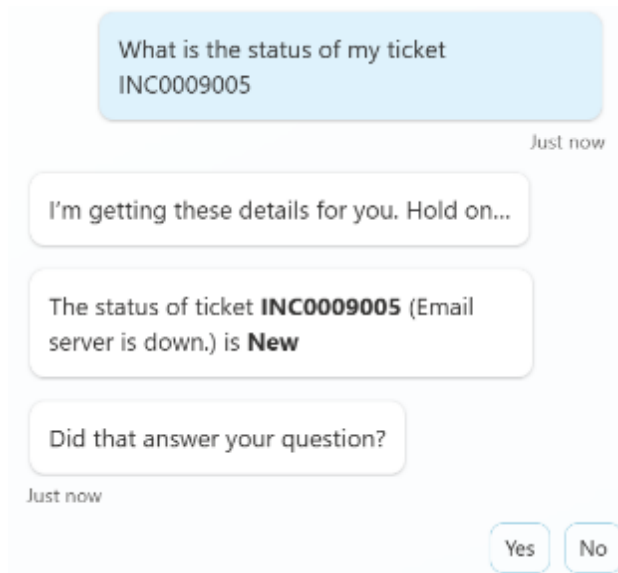 What is the status of my ticket
INC0009005
Just now
I'm getting these details for you. Hold on...
The status of ticket INC0009005 (Email
server is down.) is New
Did that answer your question?
Just now
Yes
No